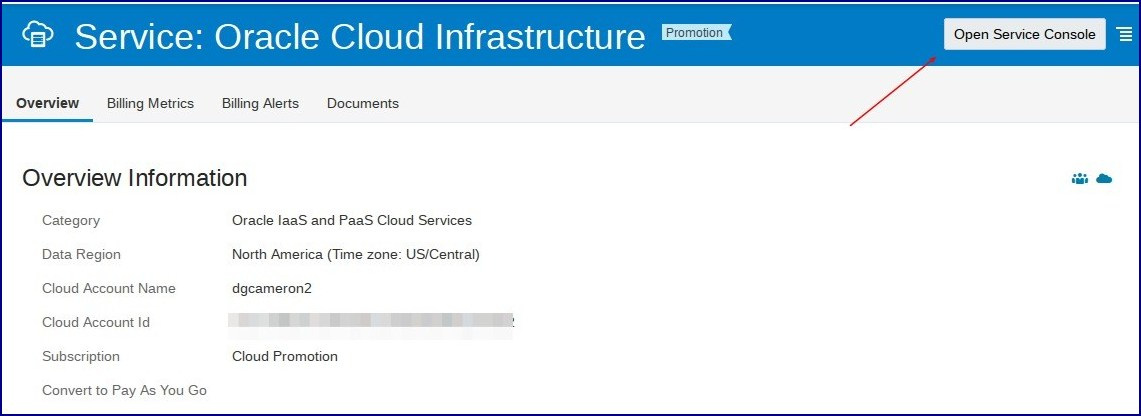 Service: Oracle Cloud Infrastructure Promotion Open Service Console
Overview Billing Metrics Billing Alerts Documents
Overview Information
Category Oracle IaaS and PaaS Cloud Services
Data Region North America (Time zone: US/Central)
Cloud Account Name dgcameron2
Cloud Account Id
Subscription Cloud Promotion
Convert to Pay As You Go